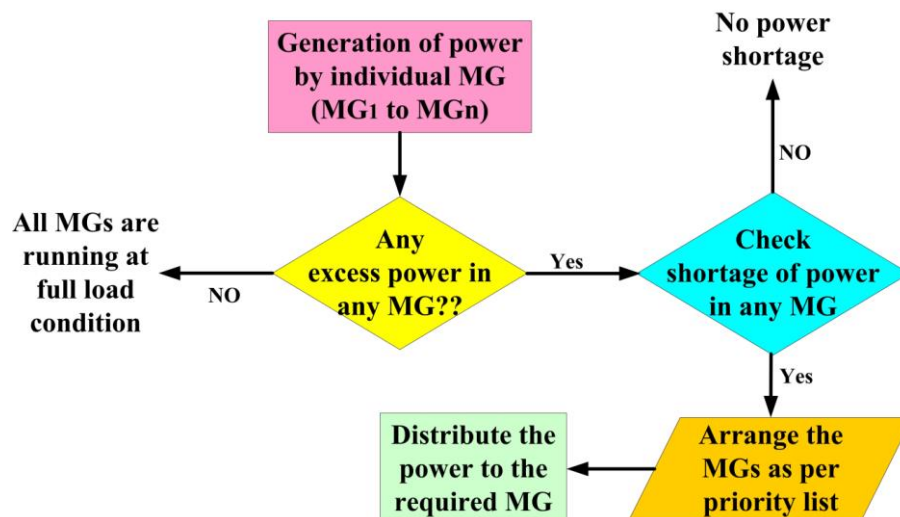 Generation of power
by individual MG
(MG1 to MGn)
No power
shortage
NO
All MGs are
running at
full load
condition
NO
Any
excess power in
any MG??
Yes
Check
shortage of power
in any MG
Yes
Distribute the
power to the
required MG
Arrange the
MGs as per
priority list